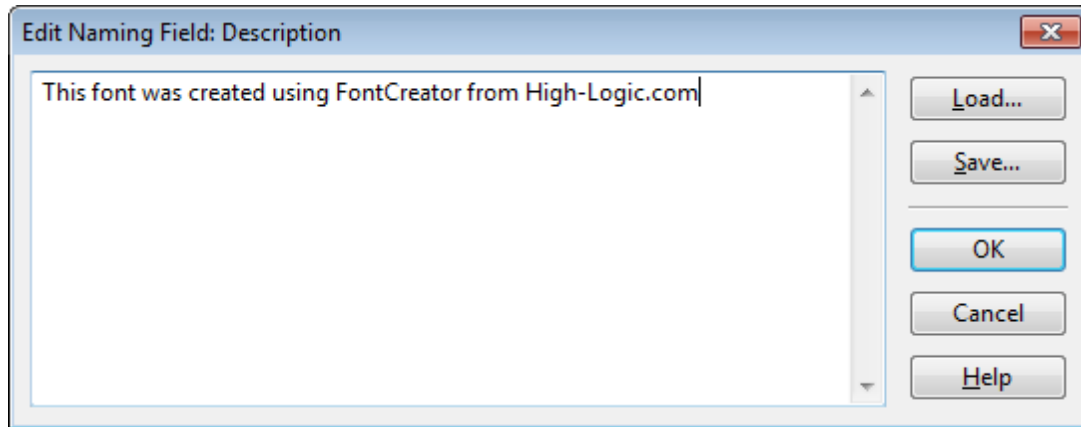 Edit Naming Field: Description
This font was created using FontCreator from High-Logic.com
Load...
Save...
OK
Cancel
Help